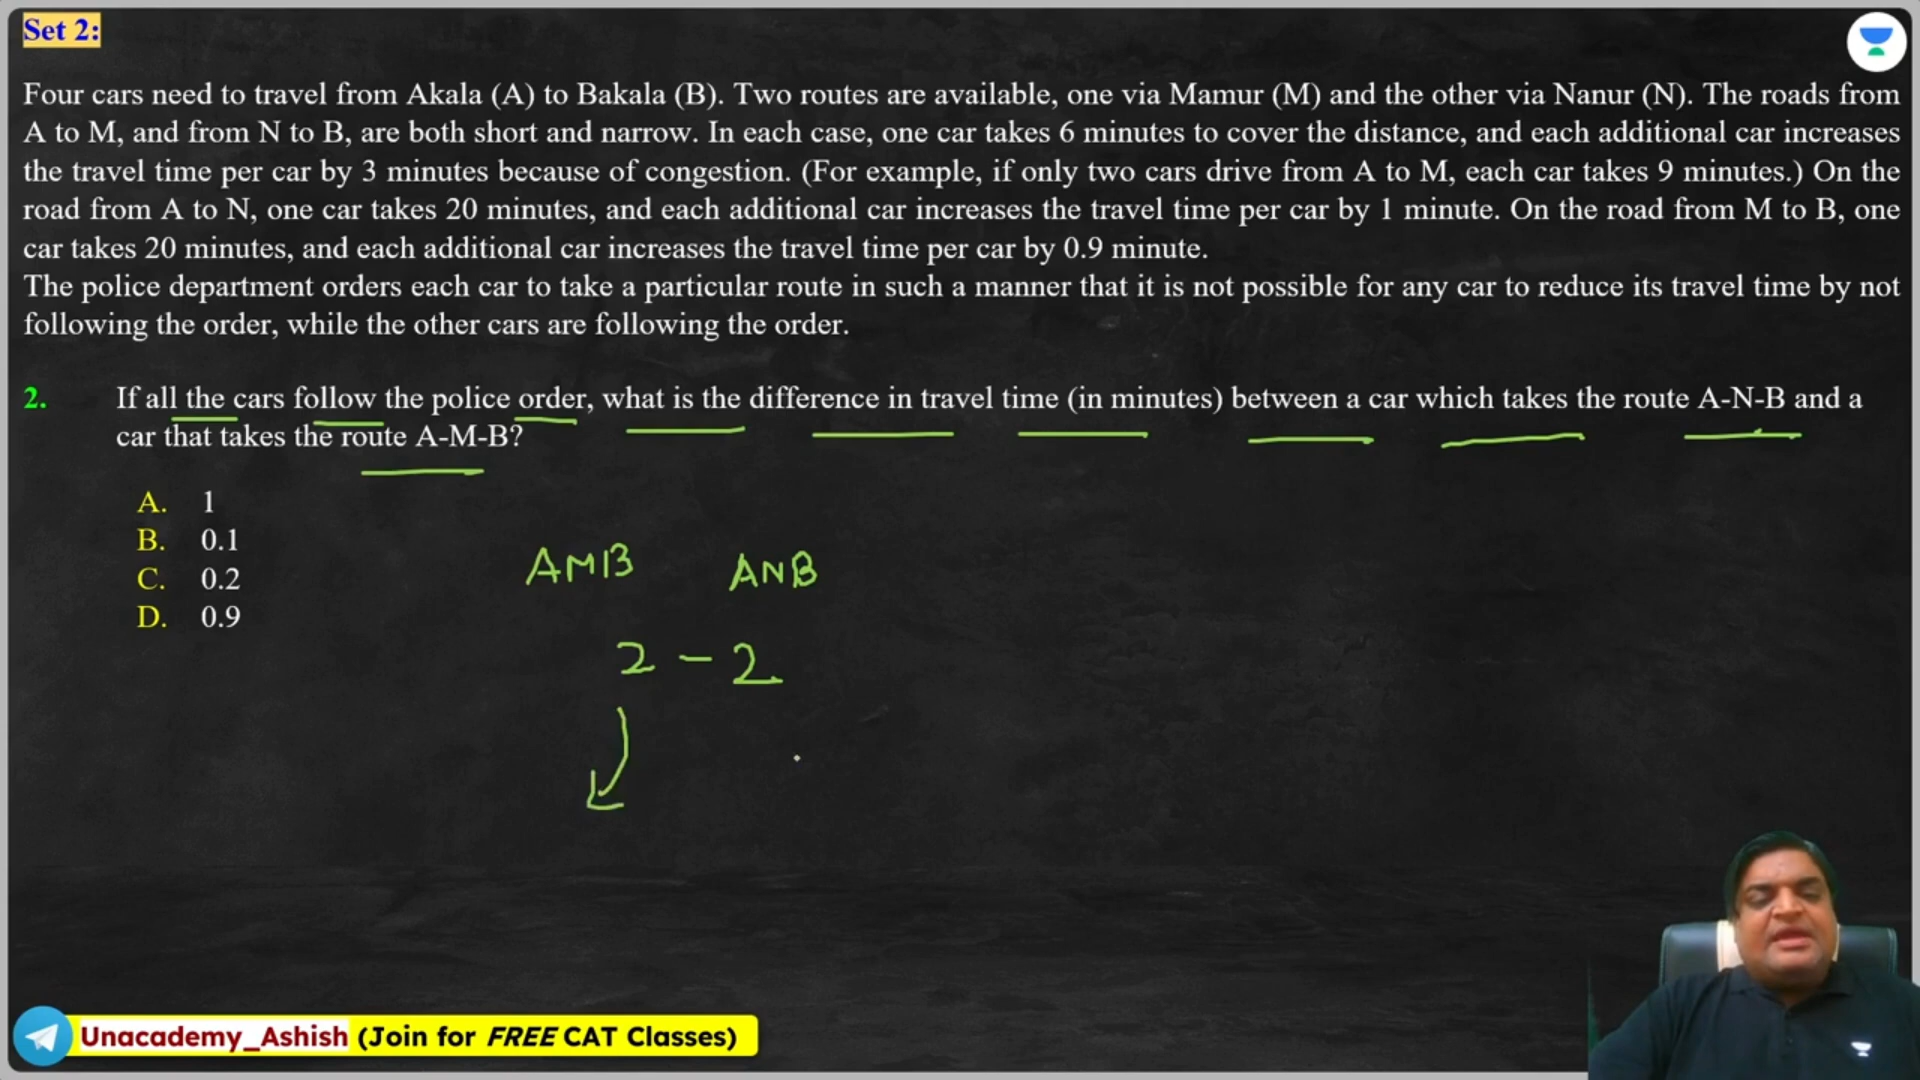 Set 2:
Four cars need to travel from Akala (A) to Bakala (B). Two routes are available, one via Mamur (M) and the other via Nanur (N). The roads from
A to M, and from N to B, are both short and narrow. In each case, one car takes 6 minutes to cover the distance, and each additional car increases
the travel time per car by 3 minutes because of congestion. (For example, if only two cars drive from A to M, each car takes 9 minutes.) On the
road from A to N, one car takes 20 minutes, and each additional car increases the travel time per car by 1 minute. On the road from M to B, one
car takes 20 minutes, and each additional car increases the travel time per car by 0.9 minute.
The police department orders each car to take a particular route in such a manner that it is not possible for any car to reduce its travel time by not
following the order, while the other cars are following the order.
2. If all the cars follow the police order, what is the difference in travel time (in minutes) between a car which takes the route A-N-B and a
car that takes the route A-M-B?
A. 1
B. 0.1
C. 0.2
D. 0.9
AMB ANB
2 - 2
Unacademy_Ashish (Join for FREE CAT Classes)